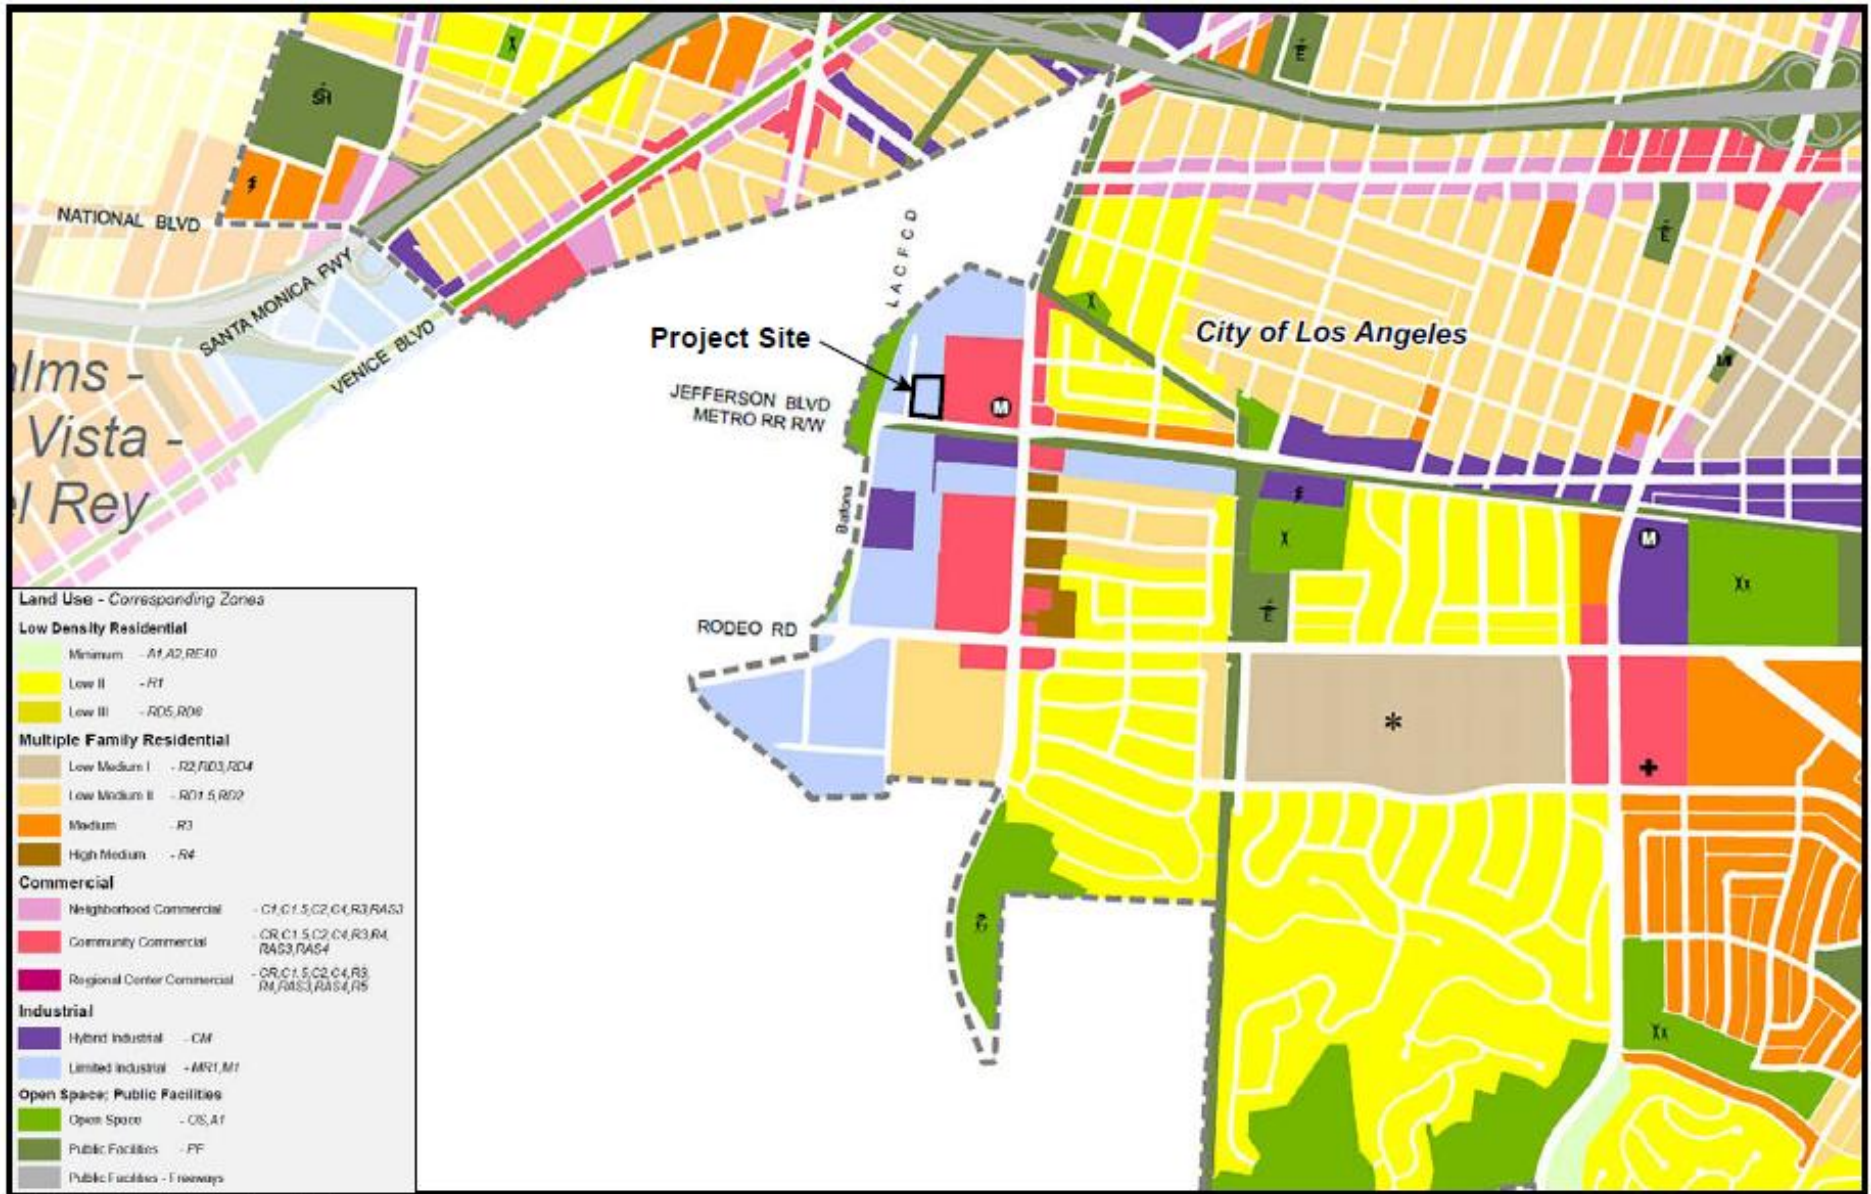 NATIONAL BLVD
SANTA MONICA FWY
VENICE BLVD
LACFCD
Project Site
JEFFERSON BLVD
METRO RR R/W
City of Los Angeles
Vista -
Rey
RODEO RD
SH
E
E
E
M
M
G
Land Use - Corresponding Zones
Low Density Residential
Minimum - A1,A2,RE40
Low II - R1
Low III - RD5,RD6
Multiple Family Residential
Low Medium I - R2,RD3,RD4
Low Medium II - RD1.5,RD2
Medium - R3
High Medium - R4
Commercial
Neighborhood Commercial - C1,C1.5,C2,C4,R3,RAS3
Community Commercial - CR,C1.5,C2,C4,R3,R4,
RAS3,RAS4
Regional Center Commercial - CR,C1.5,C2,C4,R3,
R4,RAS3,RAS4,R5
Industrial
Hybrid Industrial - CM
Limited Industrial - MR1,M1
Open Space; Public Facilities
Open Space - OS,A1
Public Facilities - PF
Public Facilities - Freeways